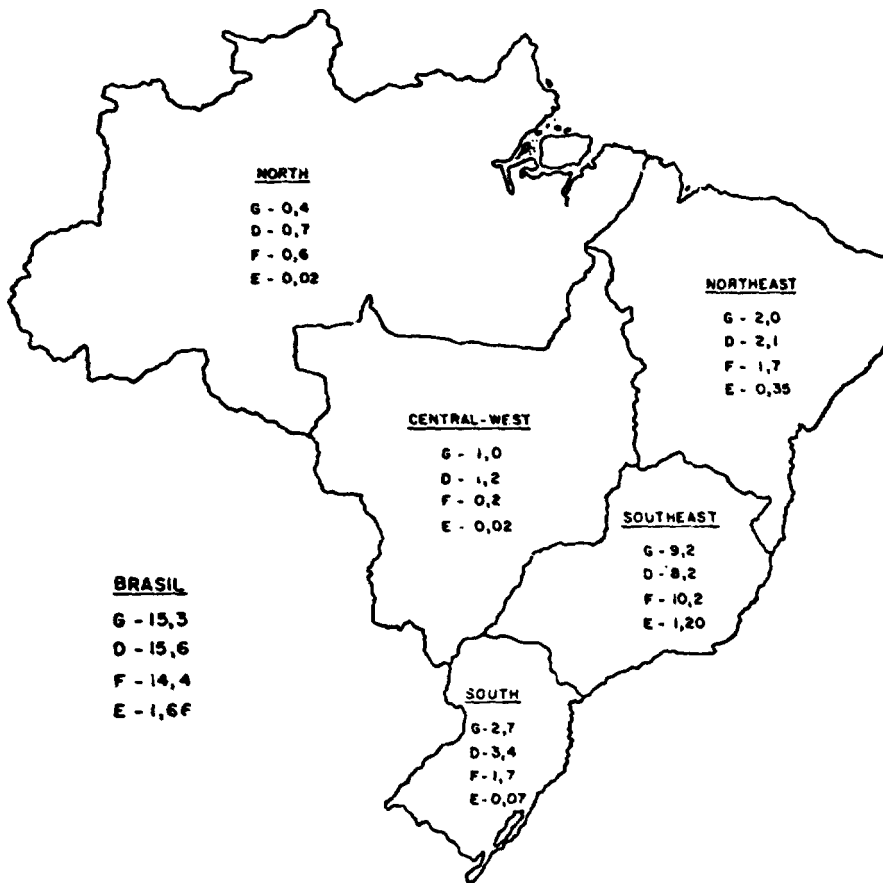 NORTH
G - 0,4
D - 0,7
F - 0,6
E - 0,02
NORTHEAST
G - 2,0
D - 2,1
F - 1,7
E - 0,35
CENTRAL-WEST
G - 1,0
D - 1,2
F - 0,2
E - 0,02
SOUTHEAST
G - 9,2
D - 8,2
F - 10,2
E - 1,20
BRASIL
G - 15,3
D - 15,6
F - 14,4
E -
SOUTH
G - 2,7
D - 3,4
F - 1,7
E - 0,07